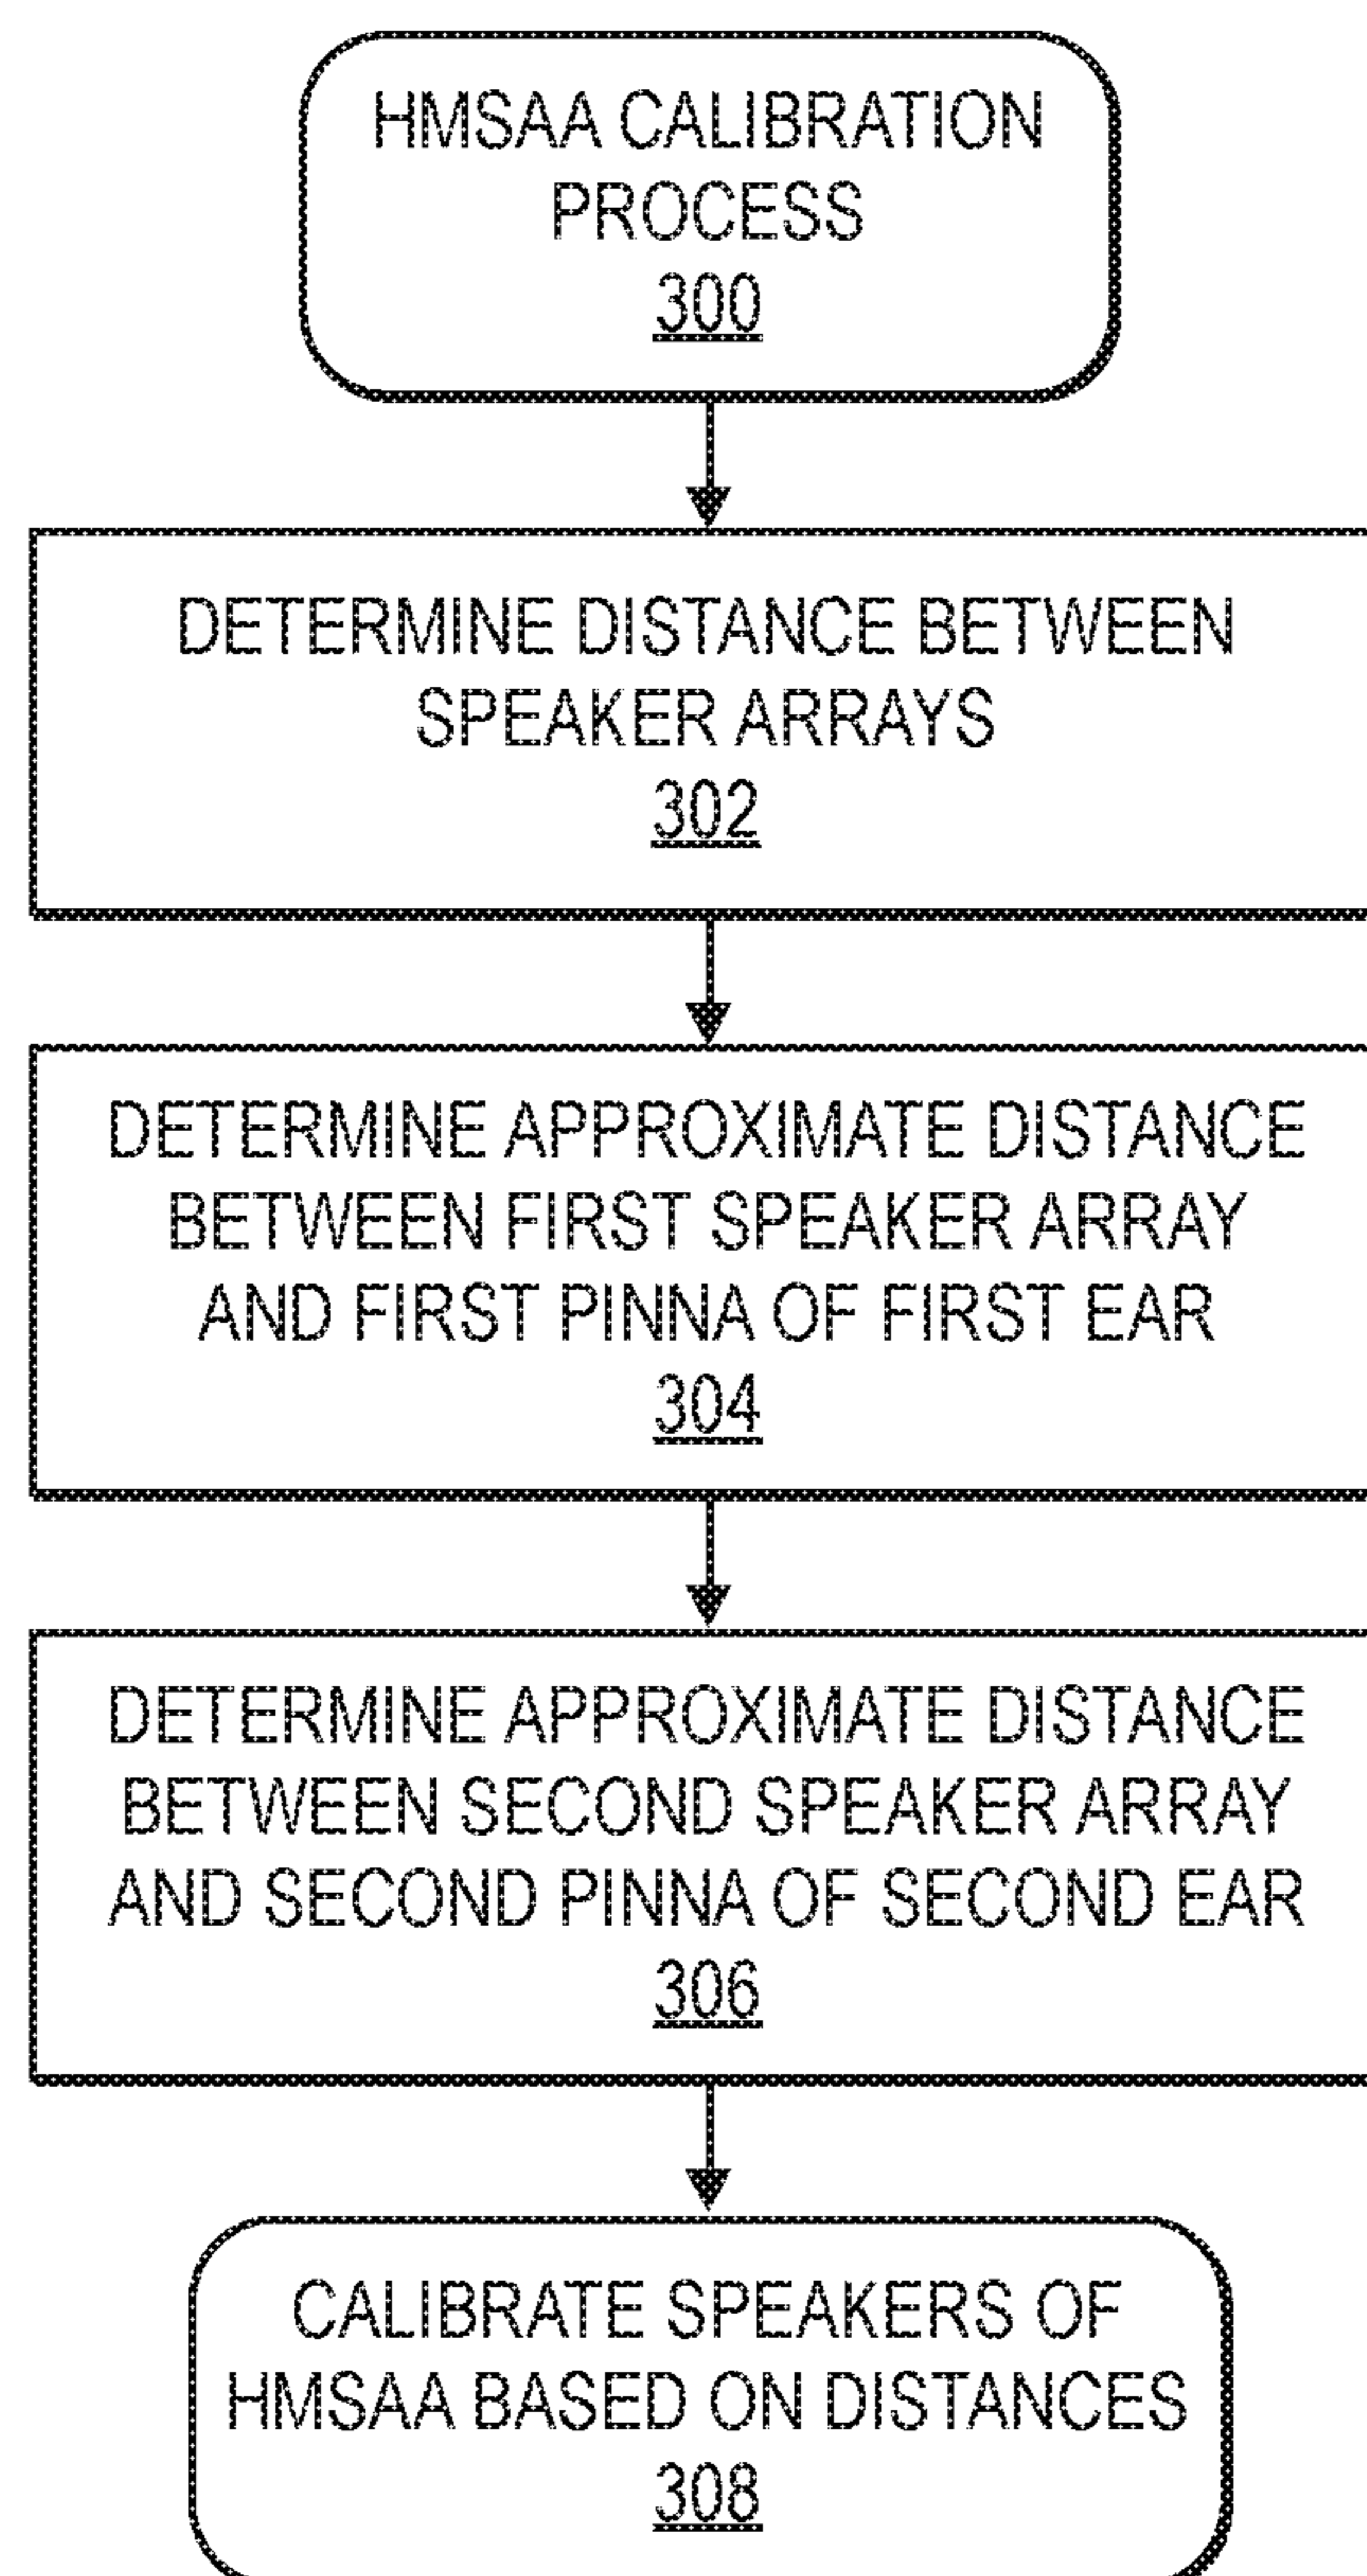 HMSAA CALIBRATION
PROCESS
300
DETERMINE DISTANCE BETWEEN
SPEAKER ARRAYS
302
DETERMINE APPROXIMATE DISTANCE
BETWEEN FIRST SPEAKER ARRAY
AND FIRST PINNA OF FIRST EAR
304
DETERMINE APPROXIMATE DISTANCE
BETWEEN SECOND SPEAKER ARRAY
AND SECOND PINNA OF SECOND EAR
306
CALIBRATE SPEAKERS OF
HMSAA BASED ON DISTANCES
308